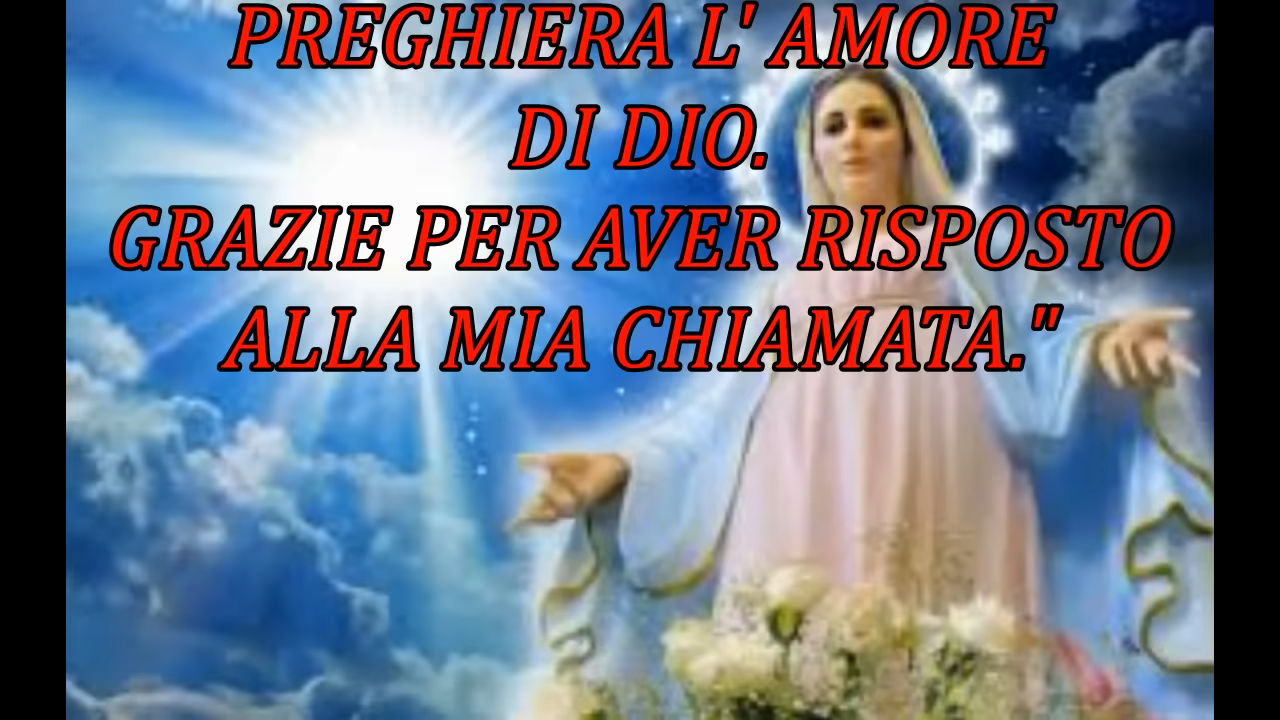 PREGHIERA L' AMORE
DI DIO.
GRAZIE PER AVER RISPOSTO
ALLA MIA CHIAMATA."